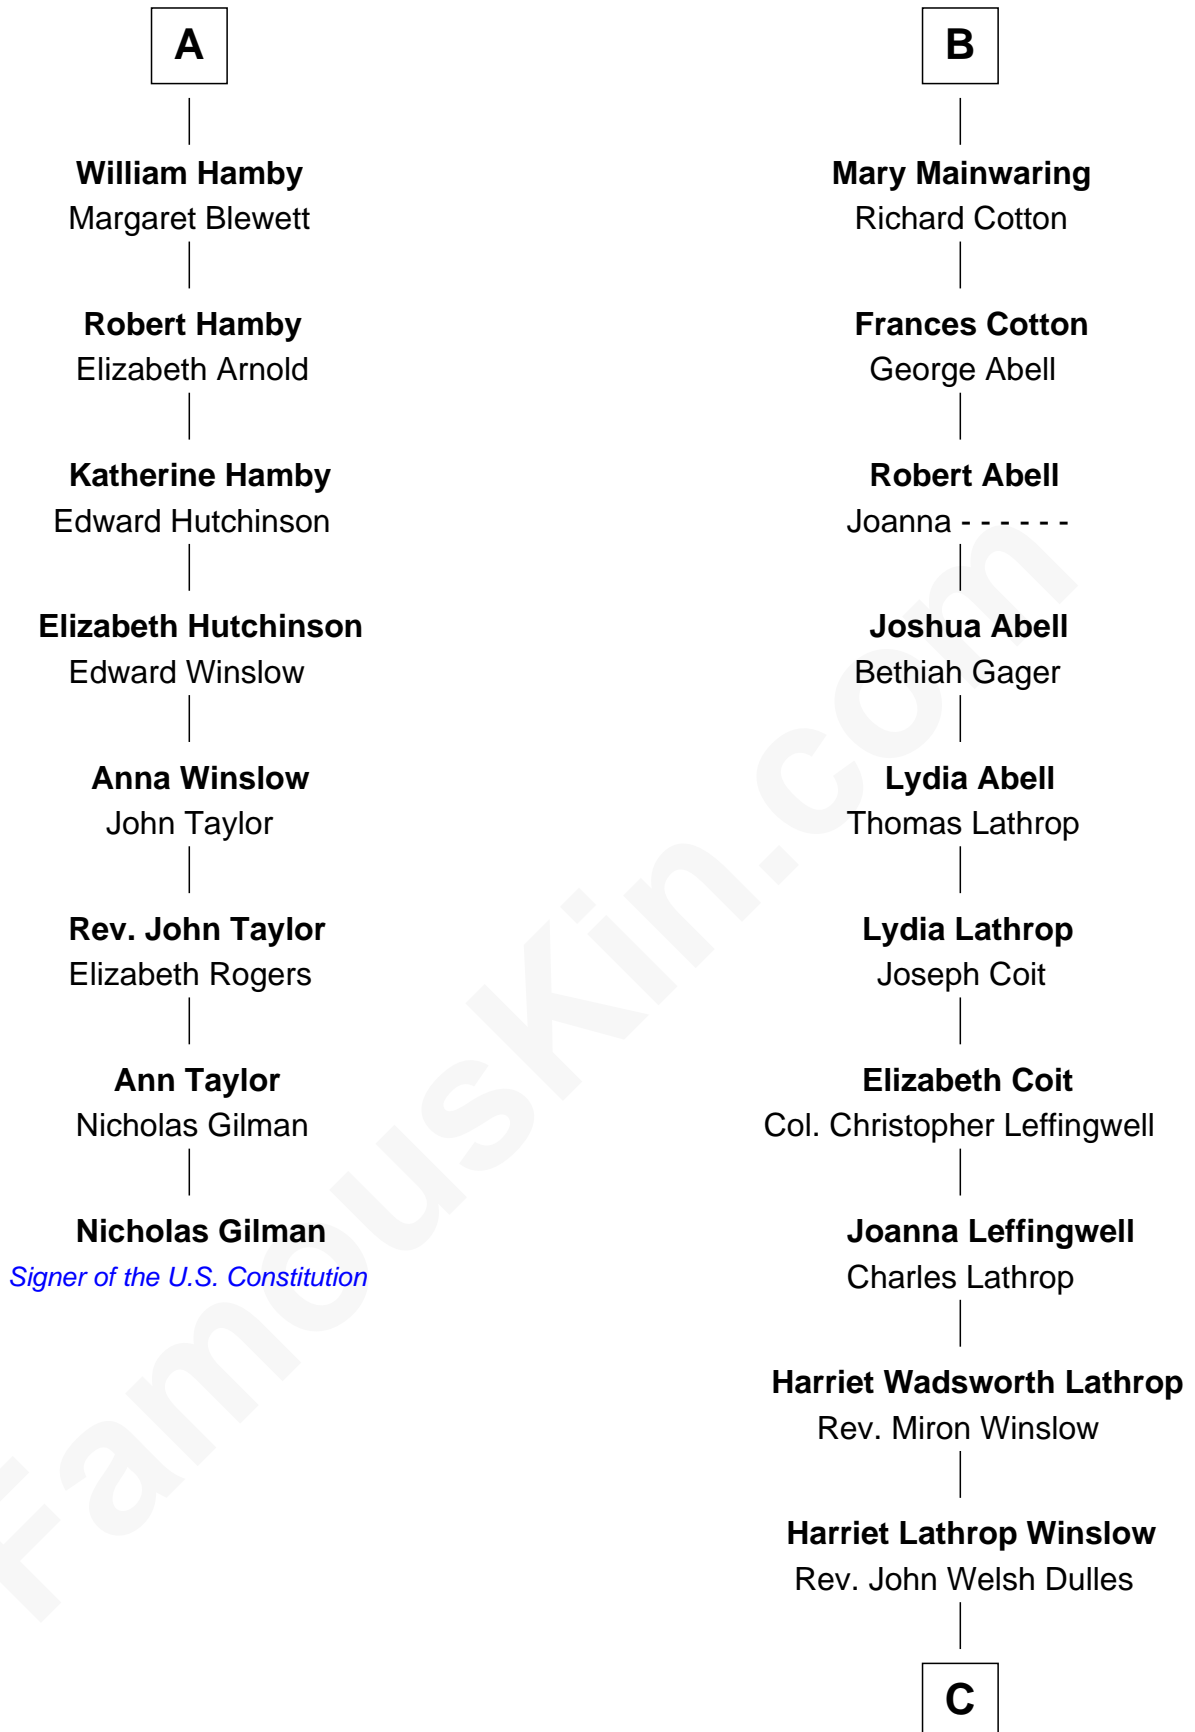 A
William Hamby
Margaret Blewett
Robert Hamby
Elizabeth Arnold
Katherine Hamby
Edward Hutchinson
Elizabeth Hutchinson
Edward Winslow
Anna Winslow
John Taylor
Rev. John Taylor
Elizabeth Rogers
Ann Taylor
Nicholas Gilman
Nicholas Gilman
Signer of the U.S. Constitution
B
Mary Mainwaring
Richard Cotton
Frances Cotton
George Abell
Robert Abell
Joanna - - - - - -
Joshua Abell
Bethiah Gager
Lydia Abell
Thomas Lathrop
Lydia Lathrop
Joseph Coit
Elizabeth Coit
Col. Christopher Leffingwell
Joanna Leffingwell
Charles Lathrop
Harriet Wadsworth Lathrop
Rev. Miron Winslow
Harriet Lathrop Winslow
Rev. John Welsh Dulles
C
FamousKin.com